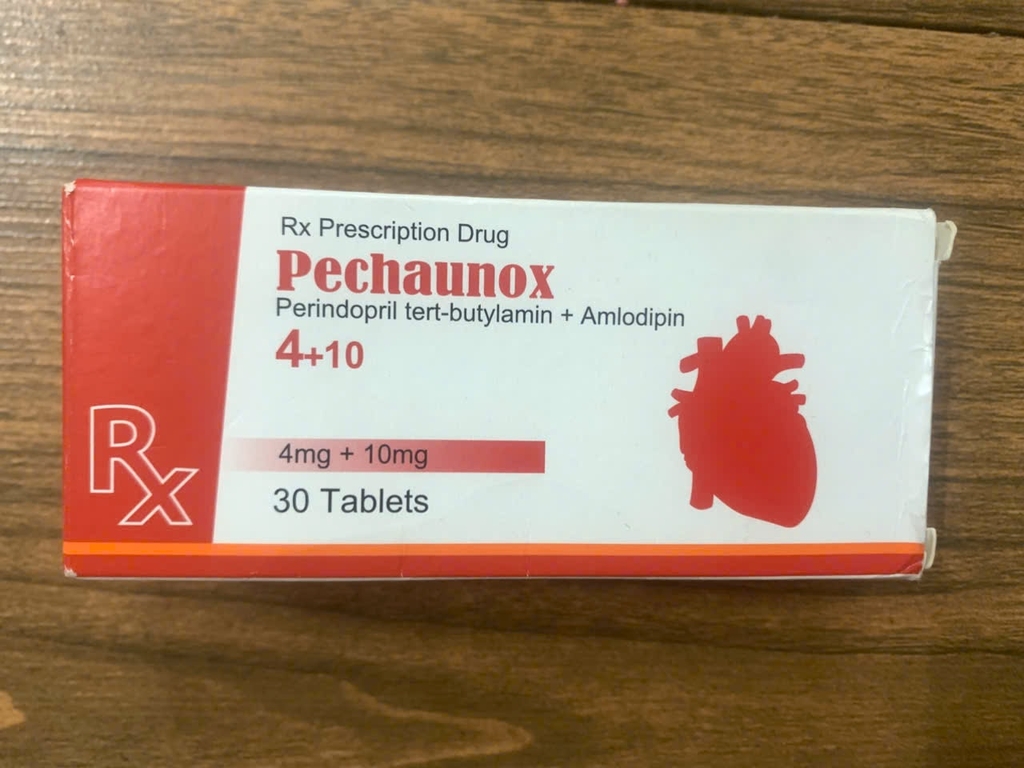 Rx Prescription Drug
Pechaunox
Perindopril tert-butylamin + Amlodipin
4+10
4mg + 10mg
30 Tablets
Rx